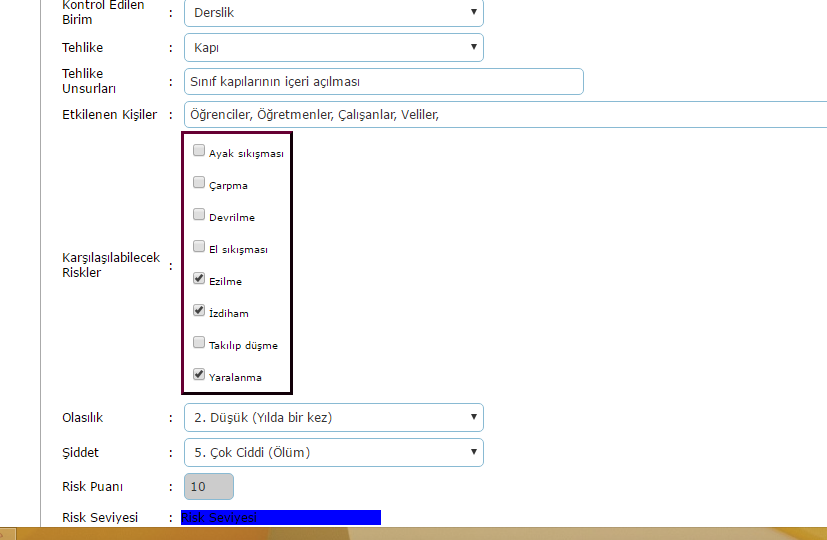 Kontrol Edilen
Birim : Derslik
Tehlike : Kapı
Tehlike
Unsurları : Sınıf kapılarının içeri açılması
Etkilenen Kişiler : Öğrenciler, Öğretmenler, Çalışanlar, Veliler,
Karşılaşılabilecek
Riskler :
Ayak sıkışması
Çarpma
Devrilme
El sıkışması
Ezilme
İzdiham
Takılıp düşme
Yaralanma
Olasılık : 2. Düşük (Yılda bir kez)
Şiddet : 5. Çok Ciddi (Ölüm)
Risk Puanı : 10
Risk Seviyesi : Risk Seviyesi